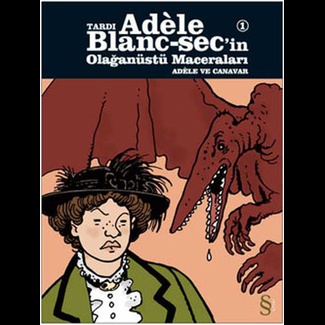 TARDI Adèle ①
Blanc-sec'in
Olağanüstü Maceraları
ADÈLE VE CANAVAR
S